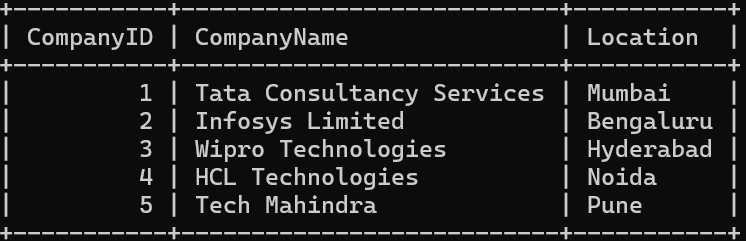 +-----------+-------------------------+-----------+
| CompanyID | CompanyName             | Location  |
+-----------+-------------------------+-----------+
|         1 | Tata Consultancy Services | Mumbai    |
|         2 | Infosys Limited           | Bengaluru |
|         3 | Wipro Technologies        | Hyderabad |
|         4 | HCL Technologies          | Noida     |
|         5 | Tech Mahindra             | Pune      |
+-----------+---------------------------+-----------+